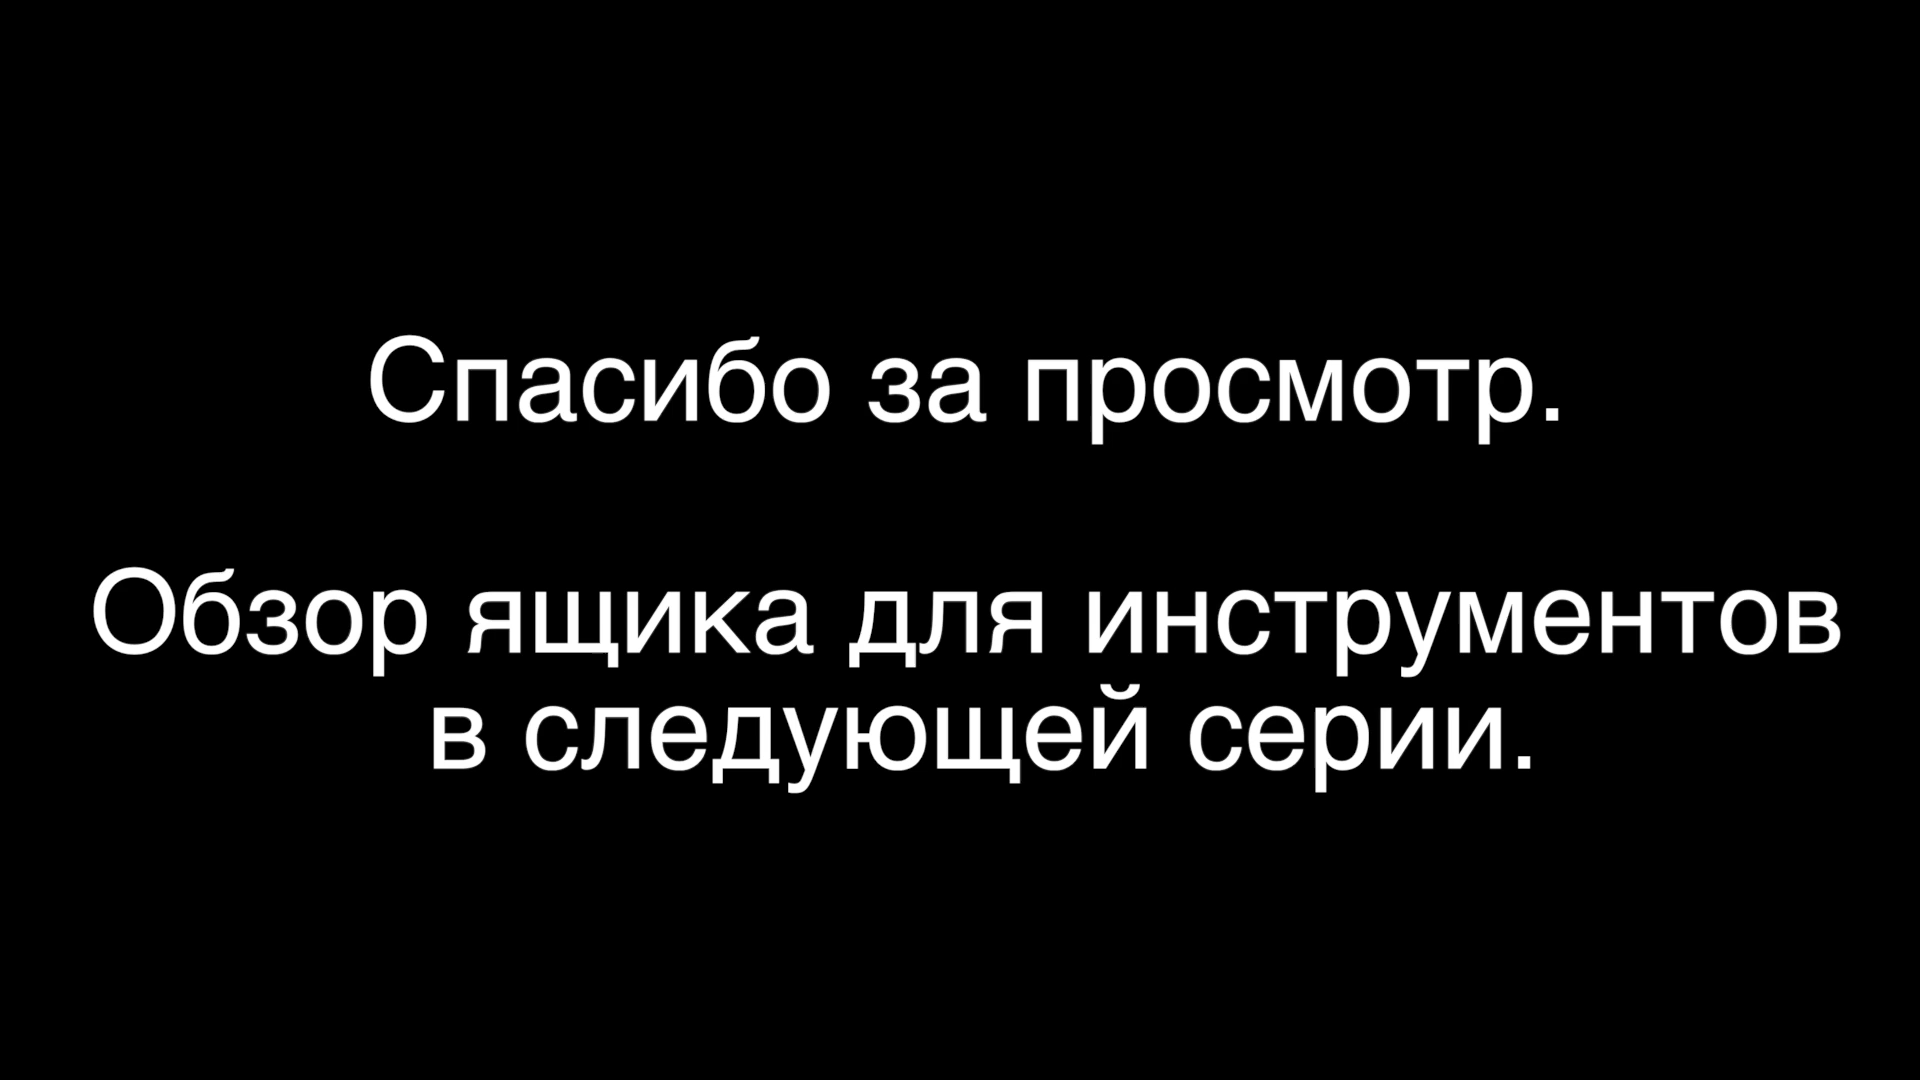 Спасибо за просмотр.
Обзор ящика для инструментов
в следующей серии.